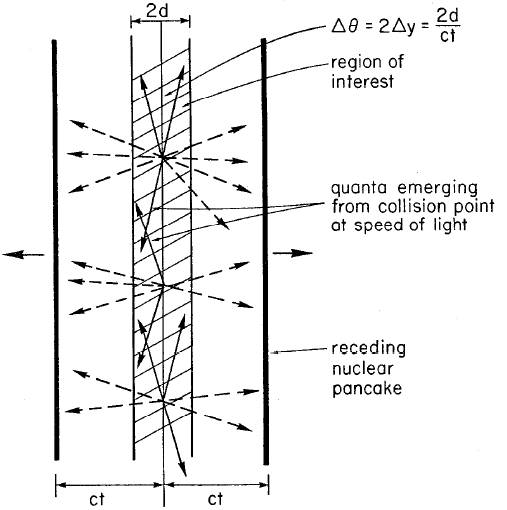 2d
Δθ = 2Δy = 2d/ct
region of
interest
quanta emerging
from collision point
at speed of light
receding
nuclear
pancake
ct
ct